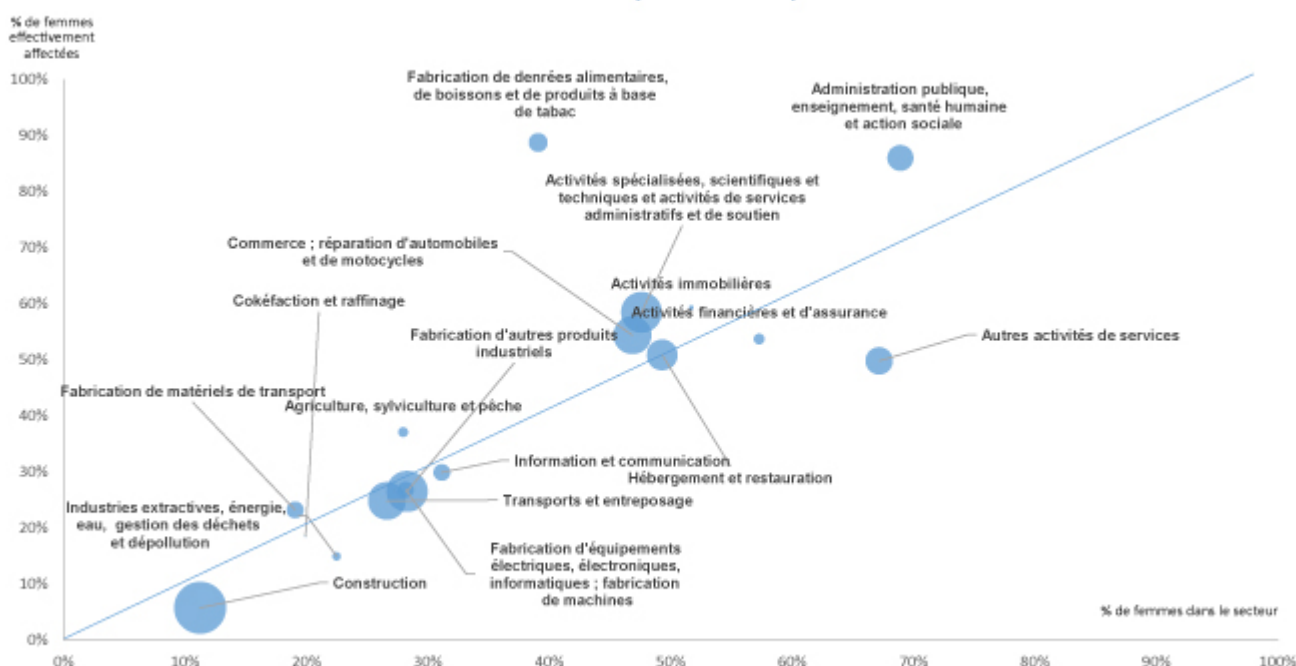 % de femmes
effectivement
affectées
100%
90%
80%
70%
60%
50%
40%
30%
20%
10%
0%
Fabrication de denrées alimentaires,
de boissons et de produits à base
de tabac
Administration publique,
enseignement, santé humaine
et action sociale
Activités spécialisées, scientifiques et
techniques et activités de services
administratifs et de soutien
Commerce ; réparation d'automobiles
et de motocycles
Activités immobilières
Cokéfaction et raffinage
Activités financières et d'assurance
Fabrication d'autres produits
industriels
Autres activités de services
Fabrication de matériels de transport
Agriculture, sylviculture et pêche
Information et communication
Hébergement et restauration
Industries extractives, énergie,
eau, gestion des déchets
et dépollution
Transports et entreposage
Fabrication d'équipements
électriques, électroniques,
informatiques ; fabrication
de machines
Construction
% de femmes dans le secteur
0%
10%
20%
30%
40%
50%
60%
70%
80%
90%
100%